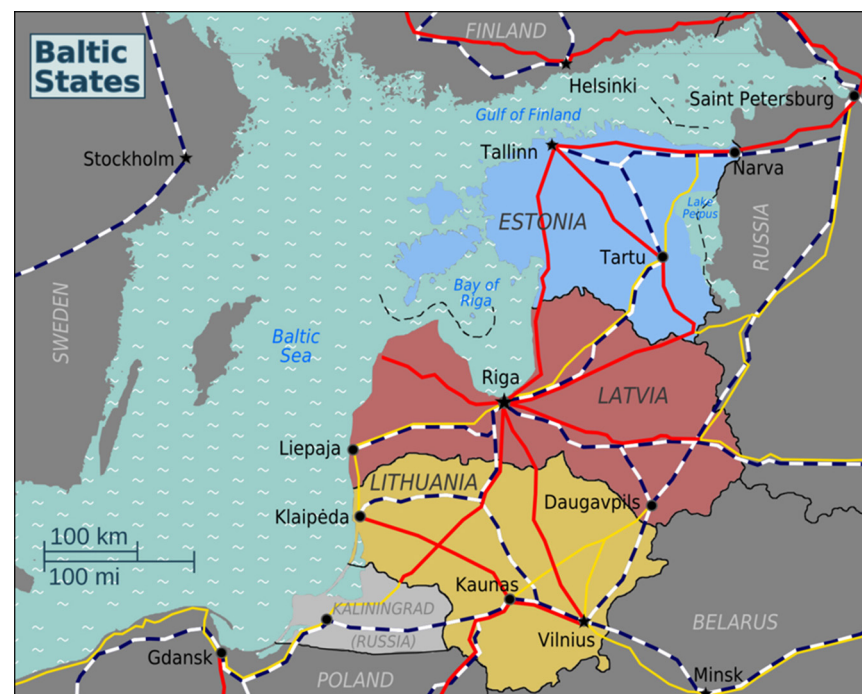 Baltic
States
FINLAND
Helsinki
Saint Petersburg
Gulf of Finland
Stockholm
Tallinn
Narva
Lake
Peipus
ESTONIA
RUSSIA
Tartu
Bay of
Riga
SWEDEN
Baltic
Sea
Riga
LATVIA
Liepaja
LITHUANIA
Daugavpils
Klaipėda
100 km
100 mi
Kaunas
KALININGRAD
(RUSSIA)
BELARUS
Vilnius
Gdansk
POLAND
Minsk